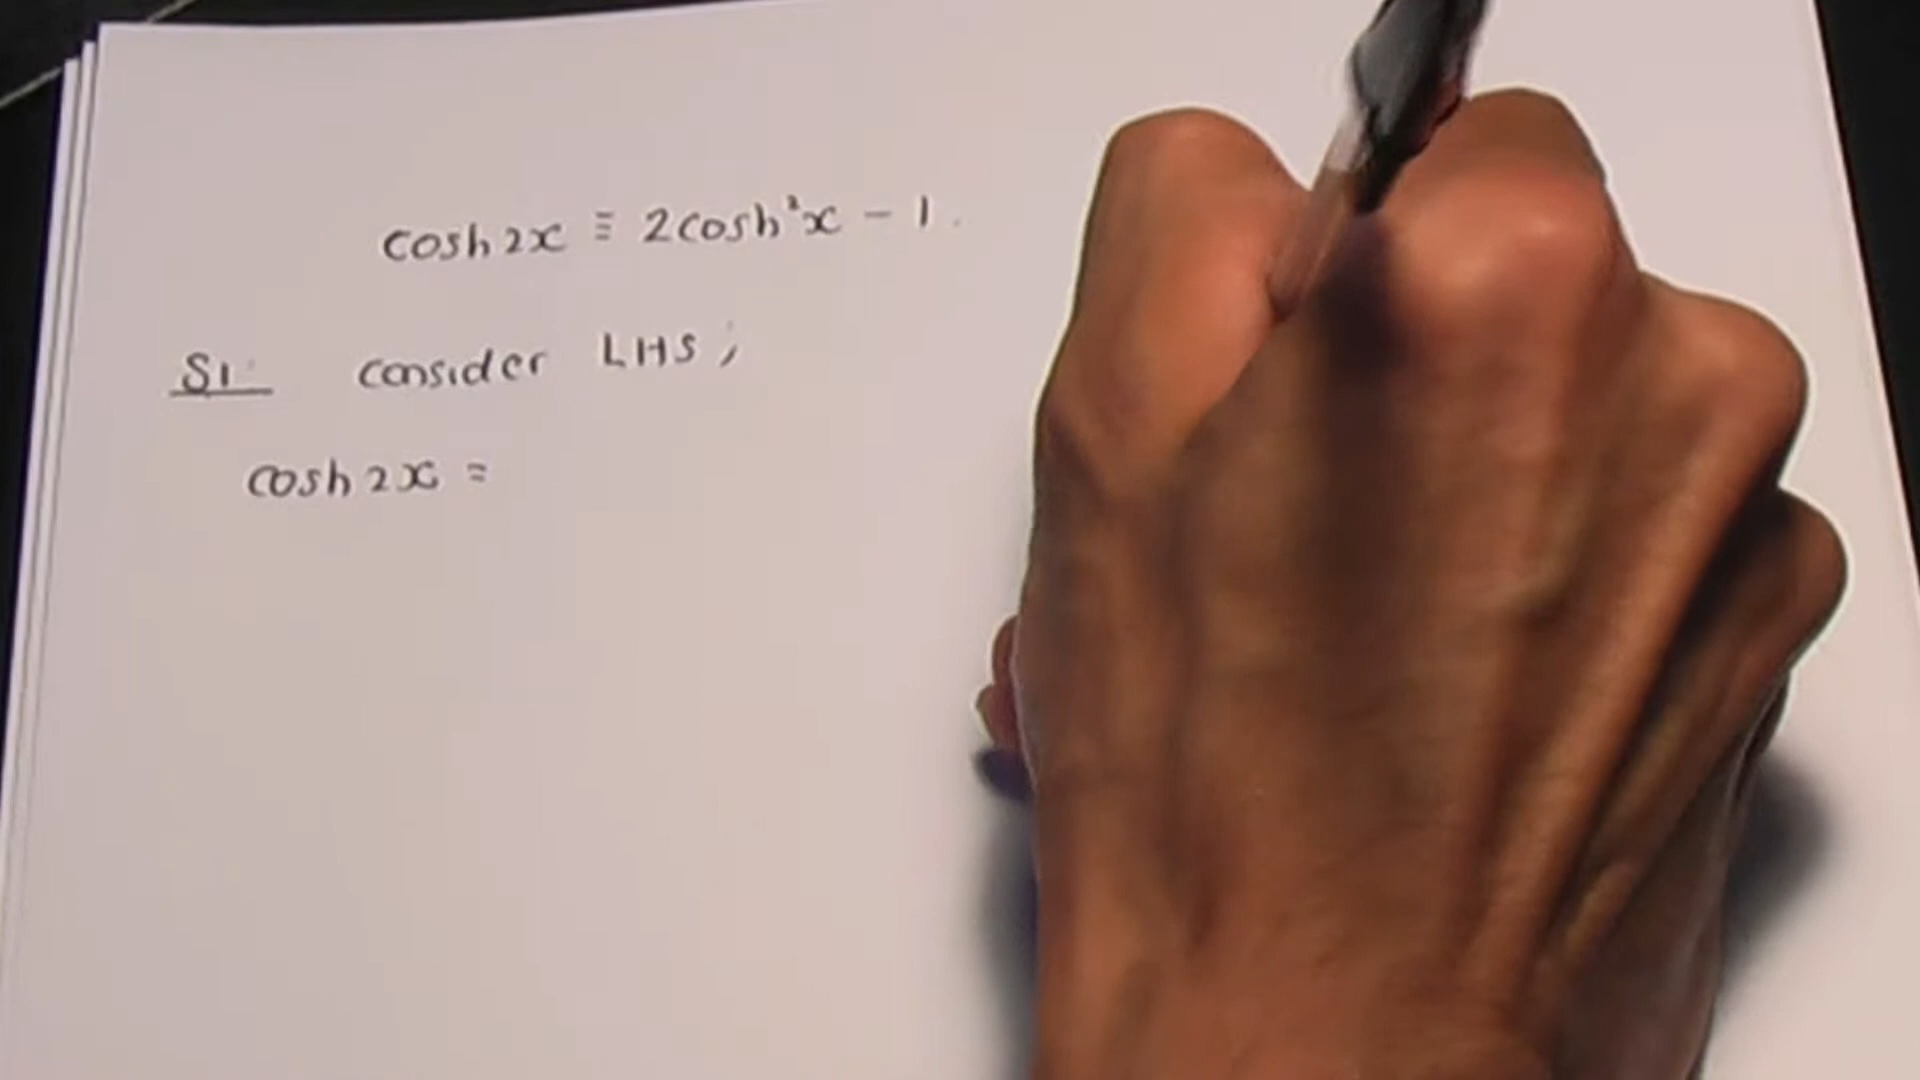 cosh 2x ≡ 2cosh²x - 1.
S1 consider LHS,
cosh 2x =